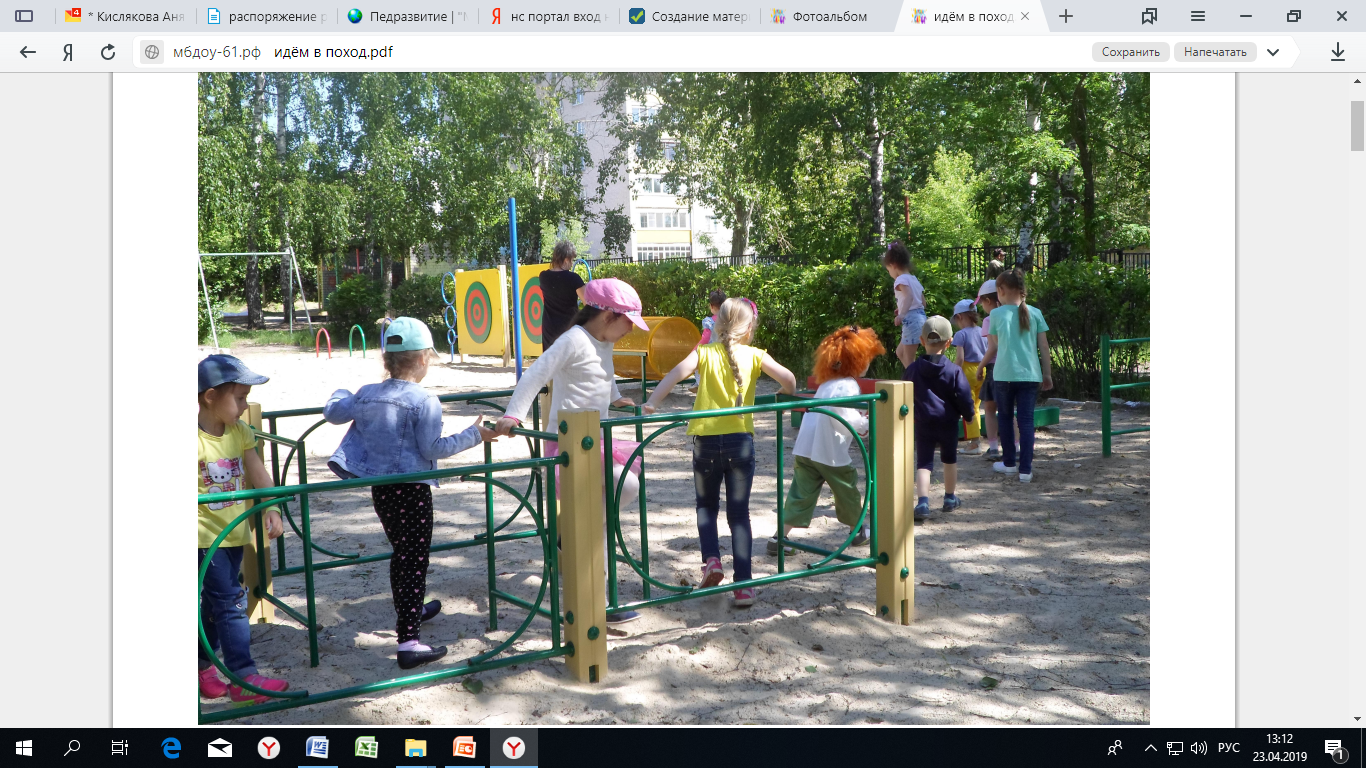 * Кислякова Аня
распоряжение р
Педразвитие | "М
нс портал вход н
Создание матер
Фотоальбом
идём в поход
мбдоу-61.рф идём в поход.pdf
Сохранить
Напечатать
РУС
13:12
23.04.2019